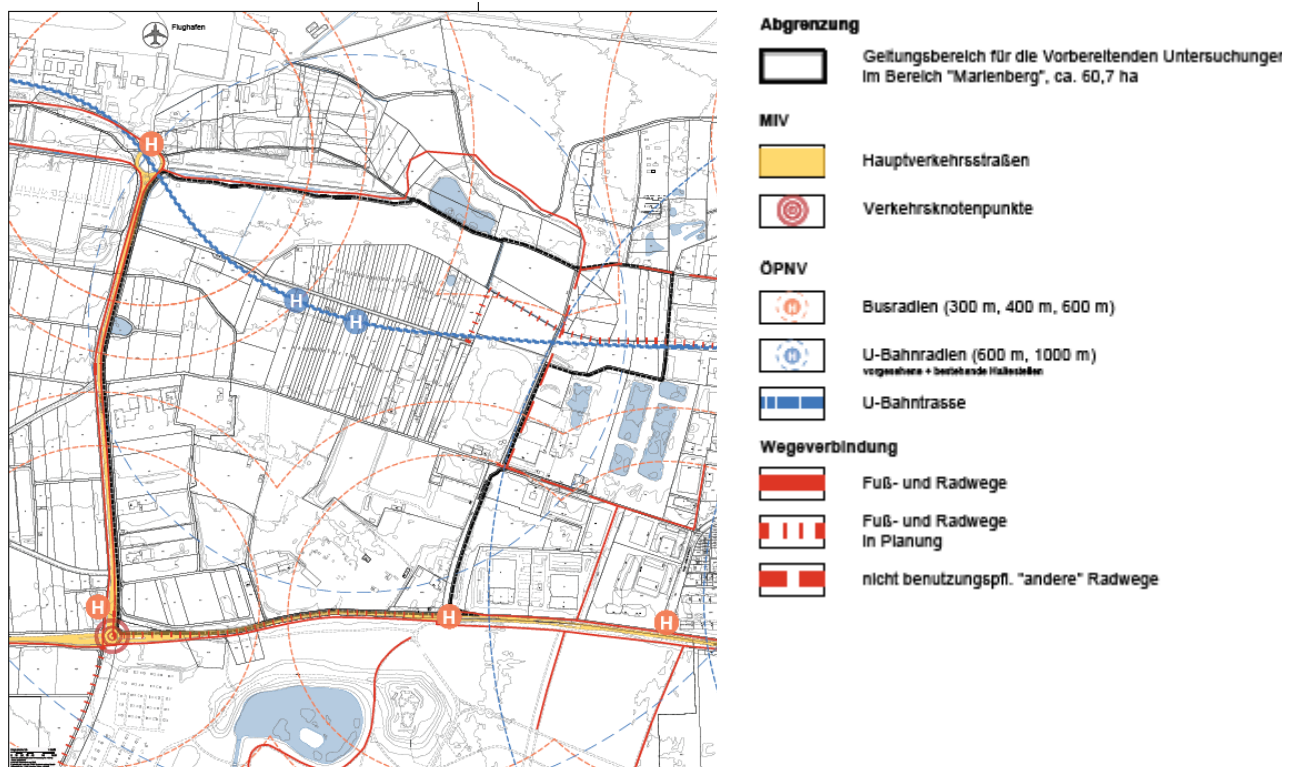 Flughafen
H
H
H
H
H
H
Abgrenzung
Geltungsbereich für die Vorbereitenden Untersuchunger
im Bereich "Marienberg", ca. 60,7 ha
MIV
Hauptverkehrsstraßen
Verkehrsknotenpunkte
ÖPNV
H
Busradien (300 m, 400 m, 600 m)
H
U-Bahnradien (600 m, 1000 m)
vorgesehene + bestehende Haltestellen
U-Bahntrasse
Wegeverbindung
Fuß- und Radwege
Fuß- und Radwege
in Planung
nicht benutzungspfl. "andere" Radwege